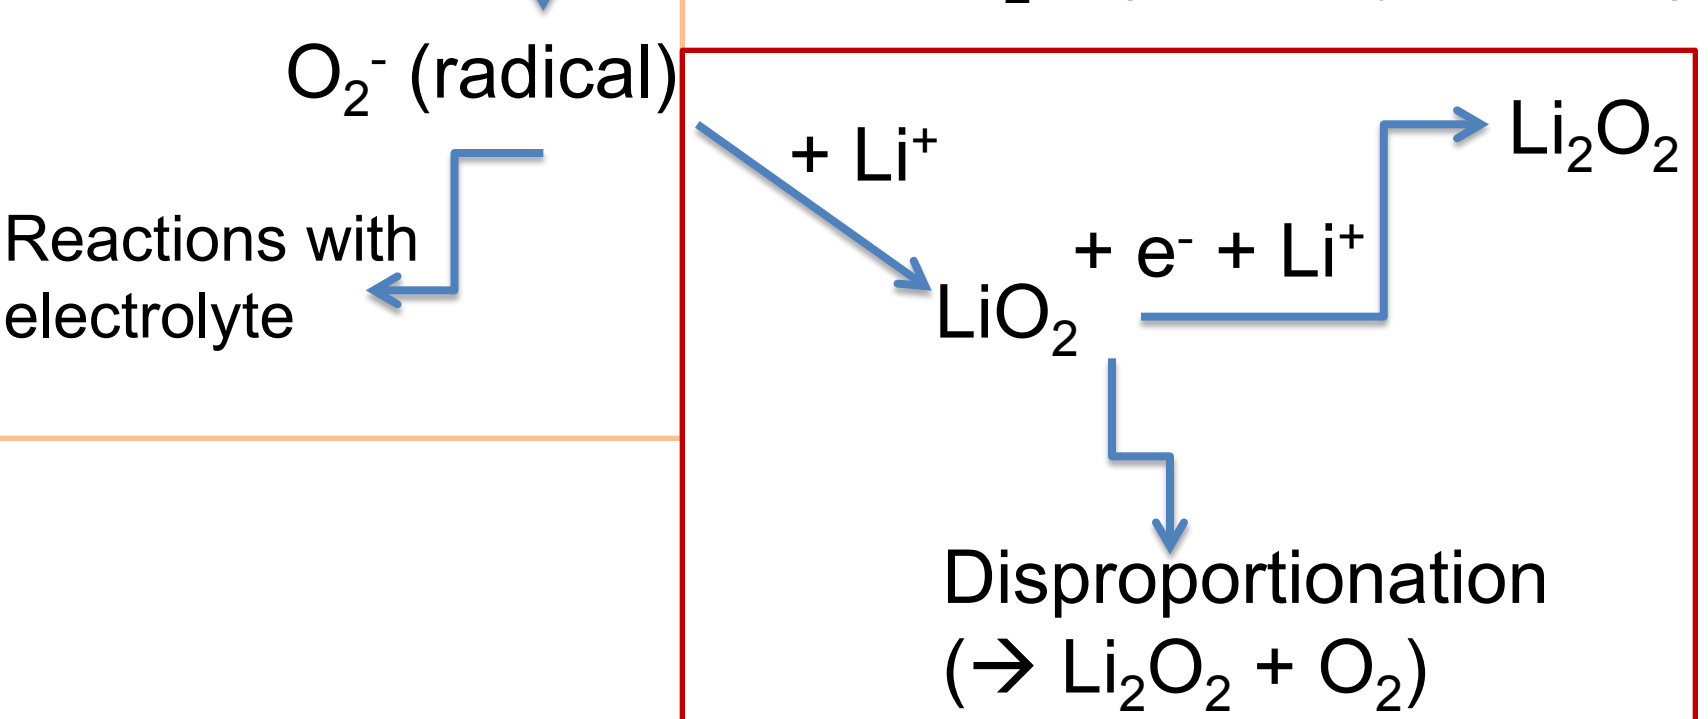 O₂⁻ (radical)
+ Li⁺
Li₂O₂
Reactions with
electrolyte
+ e⁻ + Li⁺
LiO₂
Disproportionation
(→ Li₂O₂ + O₂)